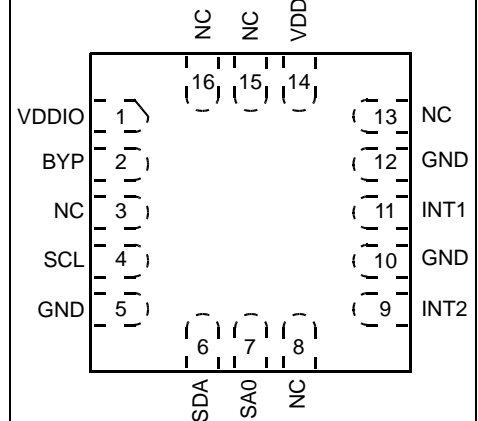 NC NC VDD
16 15 14
VDDIO 1 13 NC
BYP 2 12 GND
NC 3 11 INT1
SCL 4 10 GND
GND 5 9 INT2
6 7 8
SDA SA0 NC